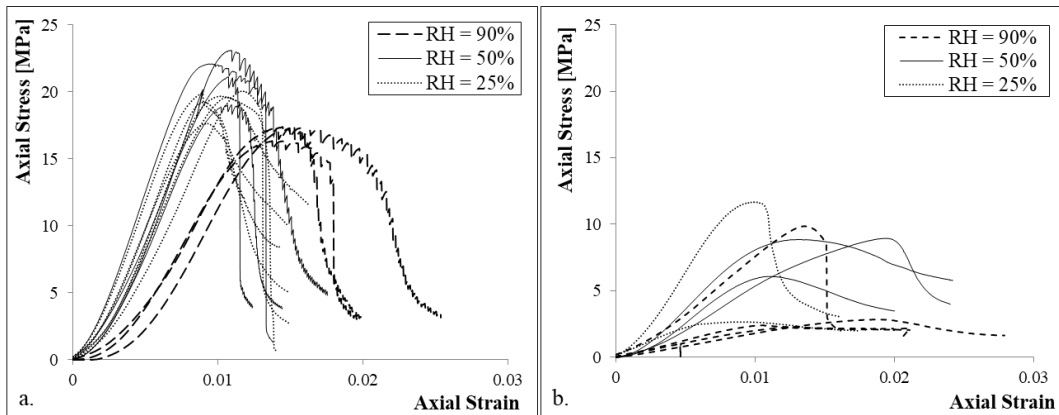 25
20
15
10
5
0
Axial Stress [MPa]
RH = 90%
RH = 50%
RH = 25%
0
0.01
0.02
0.03
Axial Strain
a.
25
20
15
10
5
0
Axial Stress [MPa]
RH = 90%
RH = 50%
RH = 25%
0
0.01
0.02
0.03
Axial Strain
b.